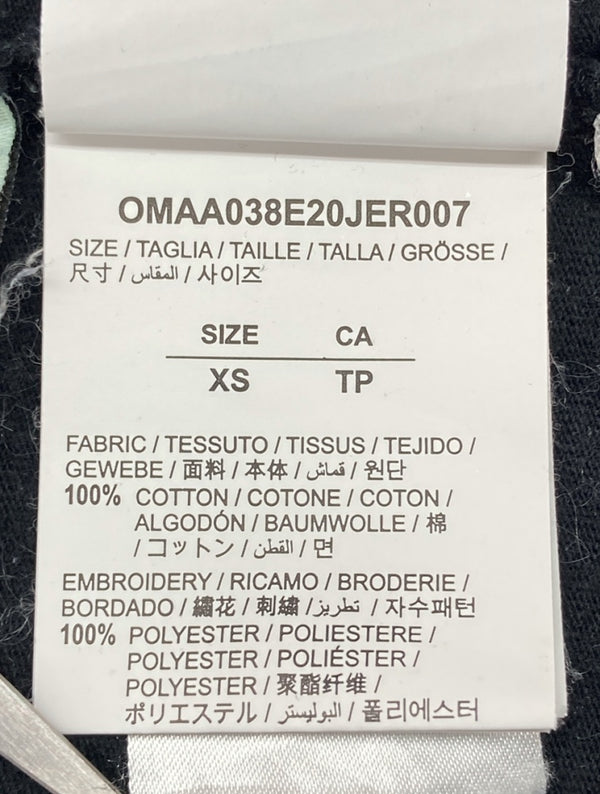 OMAA038E20JER007
SIZE / TAGLIA / TAILLE / TALLA / GRÖSSE /
尺寸 / المقاس / 사이즈
SIZE CA
XS TP
FABRIC / TESSUTO / TISSUS / TEJIDO /
GEWEBE / 面料 / 本体 / قماش / 원단
100% COTTON / COTONE / COTON /
ALGODÓN / BAUMWOLLE / 棉
/ コットン / القطن / 면
EMBROIDERY / RICAMO / BRODERIE /
BORDADO / 繡花 / 刺繡 / تطريز / 자수패턴
100% POLYESTER / POLIESTERE /
POLYESTER / POLIÉSTER /
POLYESTER / 聚酯纤维 /
ポリエステル / البوليستر / 폴리에스터